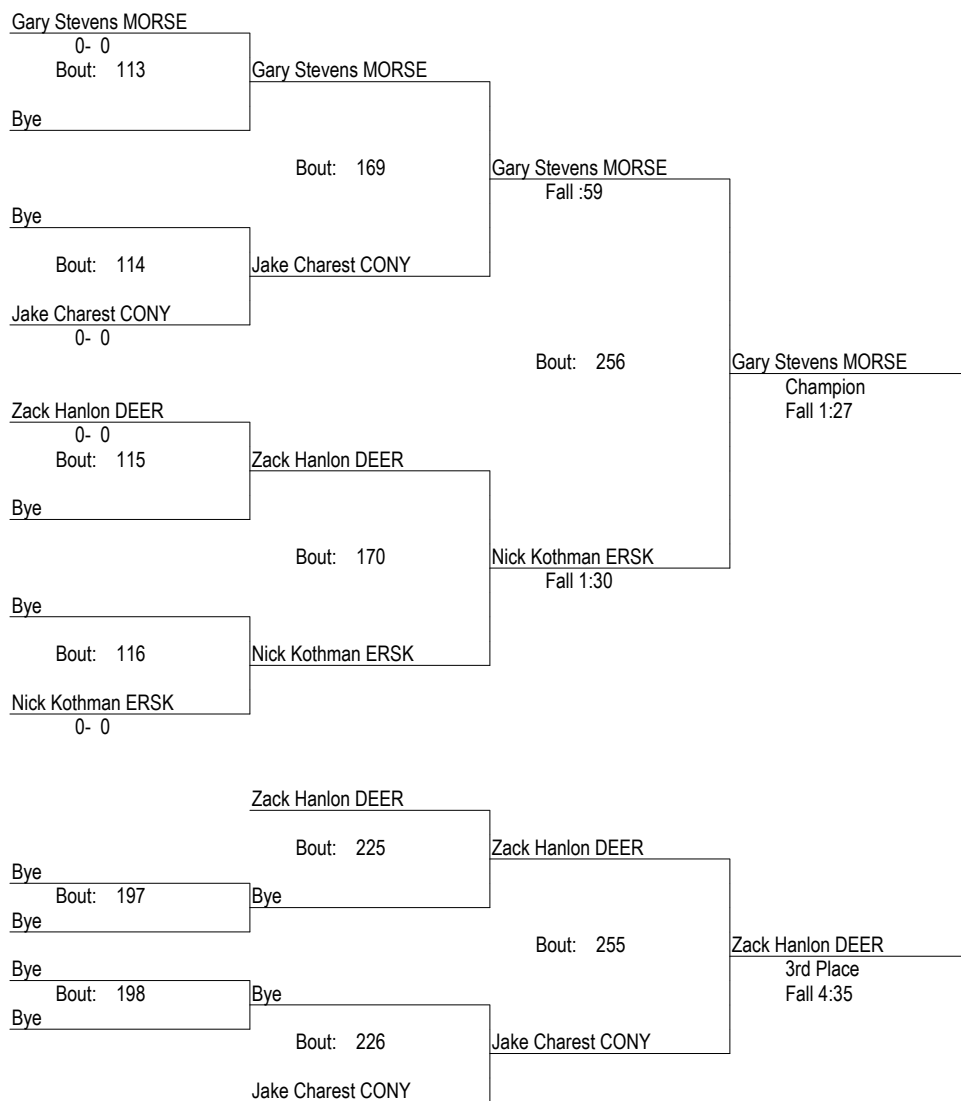 Gary Stevens MORSE
0- 0
Bout: 113
Gary Stevens MORSE
Bye
Bout: 169
Gary Stevens MORSE
Fall :59
Bye
Bout: 114
Jake Charest CONY
Jake Charest CONY
0- 0
Bout: 256
Gary Stevens MORSE
Champion
Fall 1:27
Zack Hanlon DEER
0- 0
Bout: 115
Zack Hanlon DEER
Bye
Bout: 170
Nick Kothman ERSK
Fall 1:30
Bye
Bout: 116
Nick Kothman ERSK
Nick Kothman ERSK
0- 0
Zack Hanlon DEER
Bout: 225
Zack Hanlon DEER
Bye
Bout: 197
Bye
Bye
Bout: 255
Zack Hanlon DEER
3rd Place
Fall 4:35
Bye
Bout: 198
Bye
Bye
Bout: 226
Jake Charest CONY
Jake Charest CONY